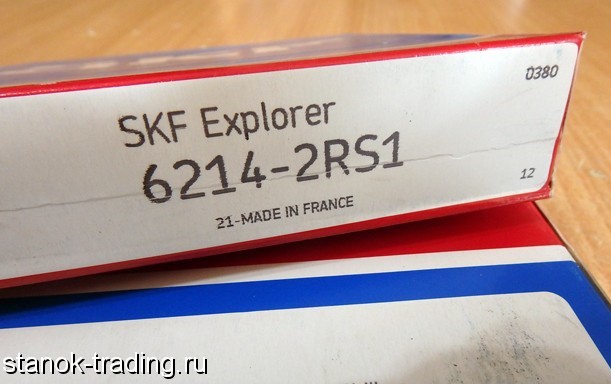 0380
SKF Explorer
6214-2RS1
12
21-MADE IN FRANCE
stanok-trading.ru